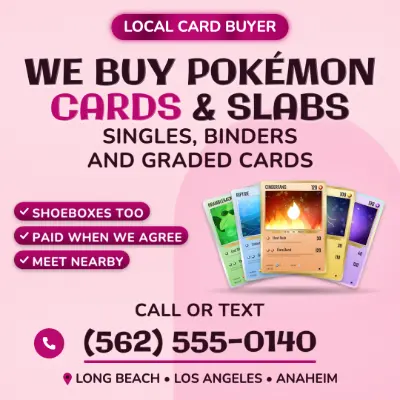 LOCAL CARD BUYER
WE BUY POKÉMON
CARDS & SLABS
SINGLES, BINDERS
AND GRADED CARDS
SHOEBOXES TOO
PAID WHEN WE AGREE
MEET NEARBY
CALL OR TEXT
(562) 555-0140
LONG BEACH • LOS ANGELES • ANAHEIM